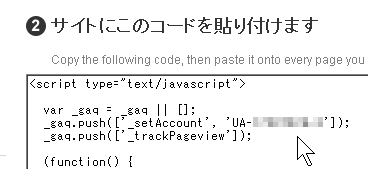 2 サイトにこのコードを貼り付けます
Copy the following code, then paste it onto every page you
<script type="text/javascript">
var _gaq = _gaq || [];
_gaq.push(['_setAccount', 'UA-']);
_gaq.push(['_trackPageview']);
(function() {